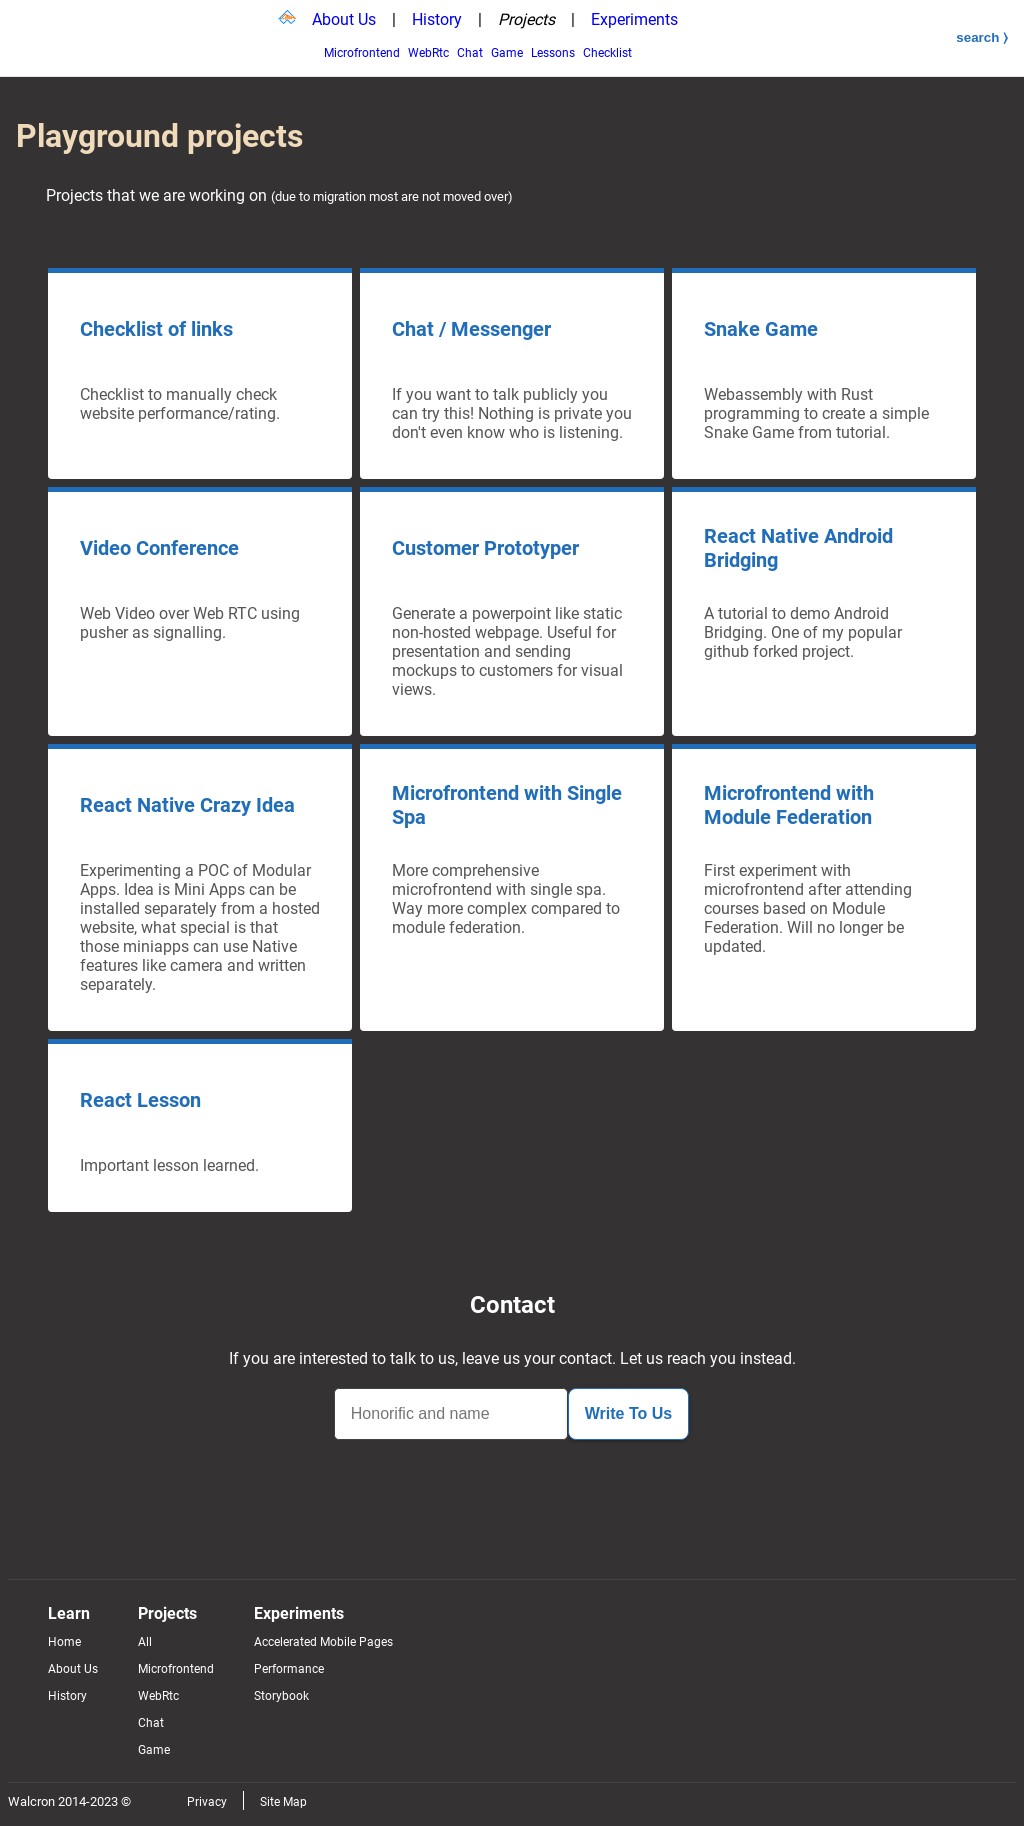 About Us | History | Projects | Experiments
Microfrontend WebRtc Chat Game Lessons Checklist
search ⟩
Playground projects
Projects that we are working on (due to migration most are not moved over)
Checklist of links
Checklist to manually check
website performance/rating.
Chat / Messenger
If you want to talk publicly you
can try this! Nothing is private you
don't even know who is listening.
Snake Game
Webassembly with Rust
programming to create a simple
Snake Game from tutorial.
Video Conference
Web Video over Web RTC using
pusher as signalling.
Customer Prototyper
Generate a powerpoint like static
non-hosted webpage. Useful for
presentation and sending
mockups to customers for visual
views.
React Native Android
Bridging
A tutorial to demo Android
Bridging. One of my popular
github forked project.
React Native Crazy Idea
Experimenting a POC of Modular
Apps. Idea is Mini Apps can be
installed separately from a hosted
website, what special is that
those miniapps can use Native
features like camera and written
separately.
Microfrontend with Single
Spa
More comprehensive
microfrontend with single spa.
Way more complex compared to
module federation.
Microfrontend with
Module Federation
First experiment with
microfrontend after attending
courses based on Module
Federation. Will no longer be
updated.
React Lesson
Important lesson learned.
Contact
If you are interested to talk to us, leave us your contact. Let us reach you instead.
Honorific and name
Write To Us
Learn
Home
About Us
History
Projects
All
Microfrontend
WebRtc
Chat
Game
Experiments
Accelerated Mobile Pages
Performance
Storybook
Walcron 2014-2023 © Privacy Site Map